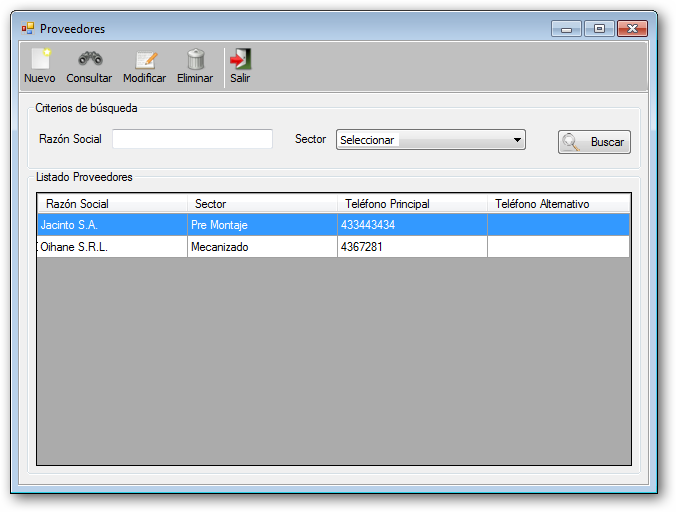 Proveedores
Nuevo Consultar Modificar Eliminar Salir
Criterios de búsqueda
Razón Social Sector Seleccionar Buscar
Listado Proveedores
Razón Social Sector Teléfono Principal Teléfono Alternativo
Jacinto S.A. Pre Montaje 433443434
Oihane S.R.L. Mecanizado 4367281